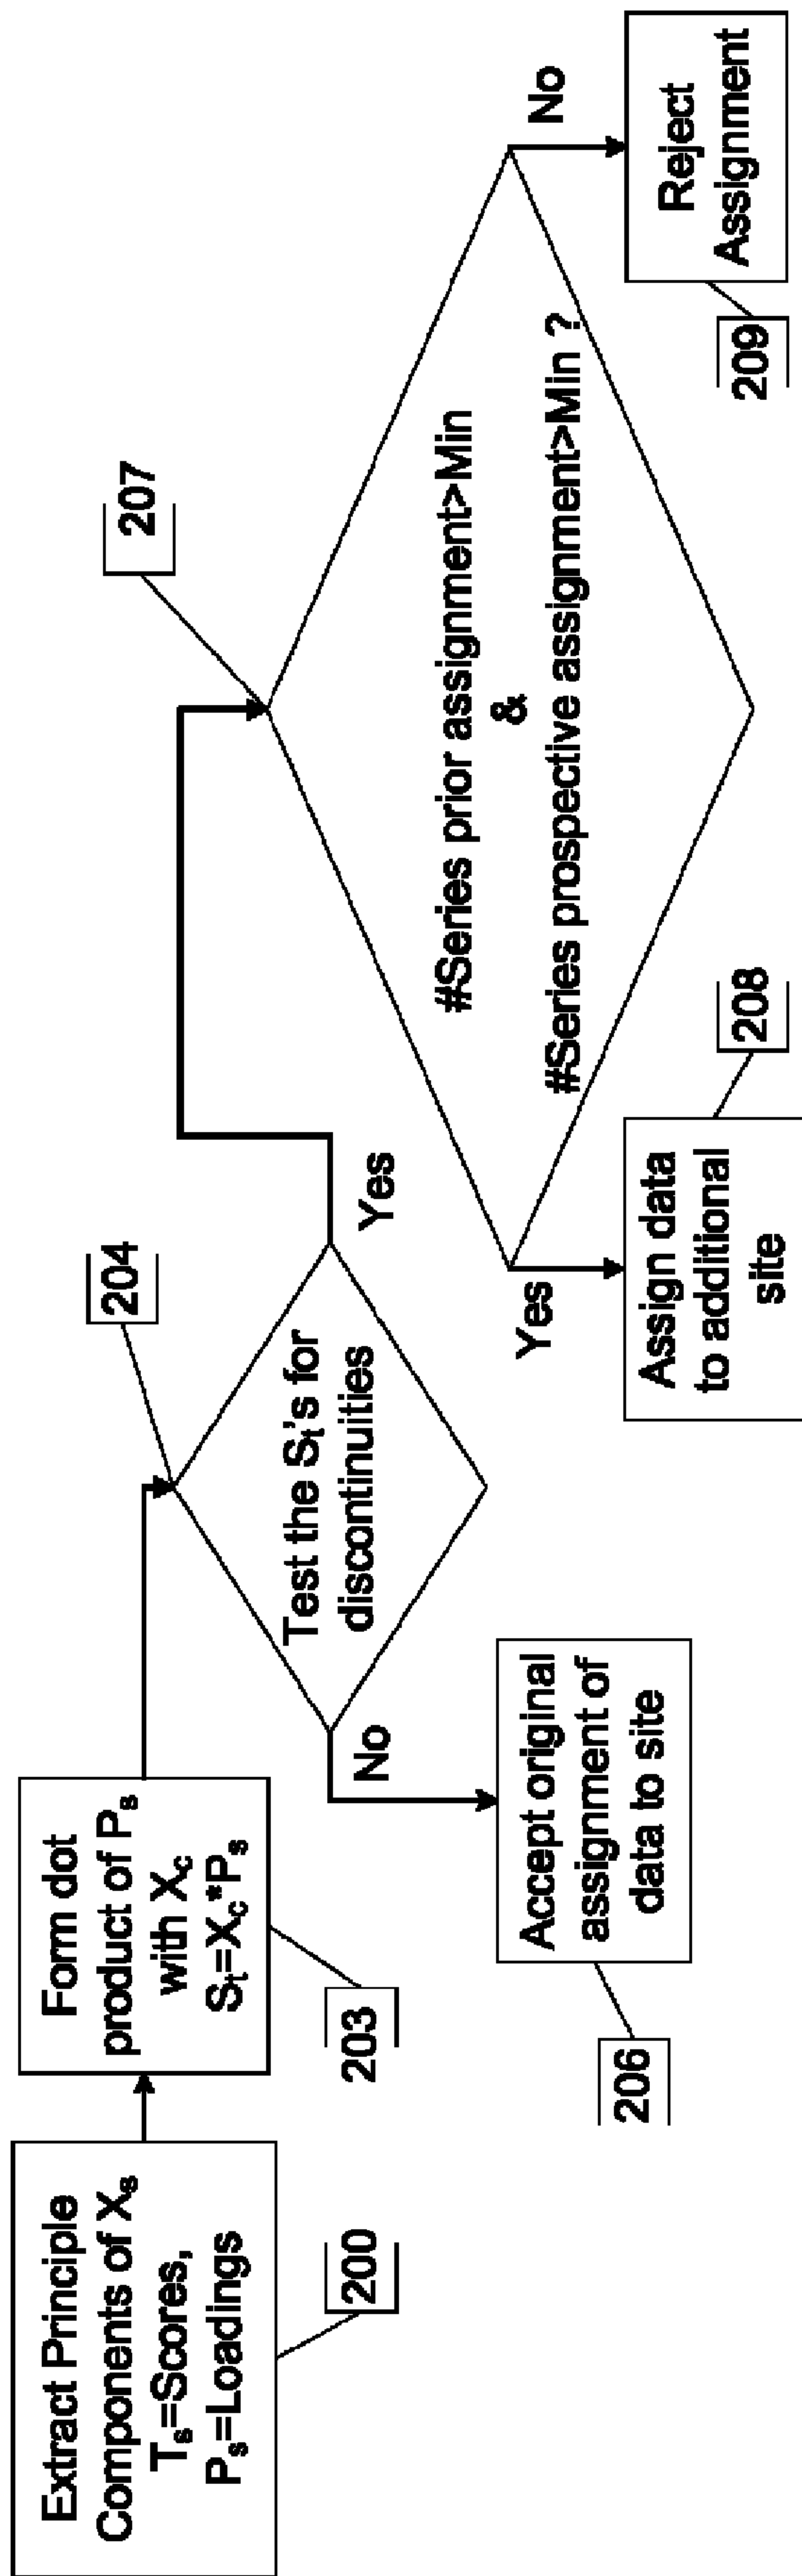 Extract Principle
Components of Xs
Ts=Scores,
Ps=Loadings
200
Form dot
product of Ps
with Xc
St=Xc*Ps
203
204
Test the St's for
discontinuities
No
Yes
Accept original
assignment of
data to site
206
207
#Series prior assignment>Min
&
#Series prospective assignment>Min ?
Yes
No
Assign data
to additional
site
208
Reject
Assignment
209